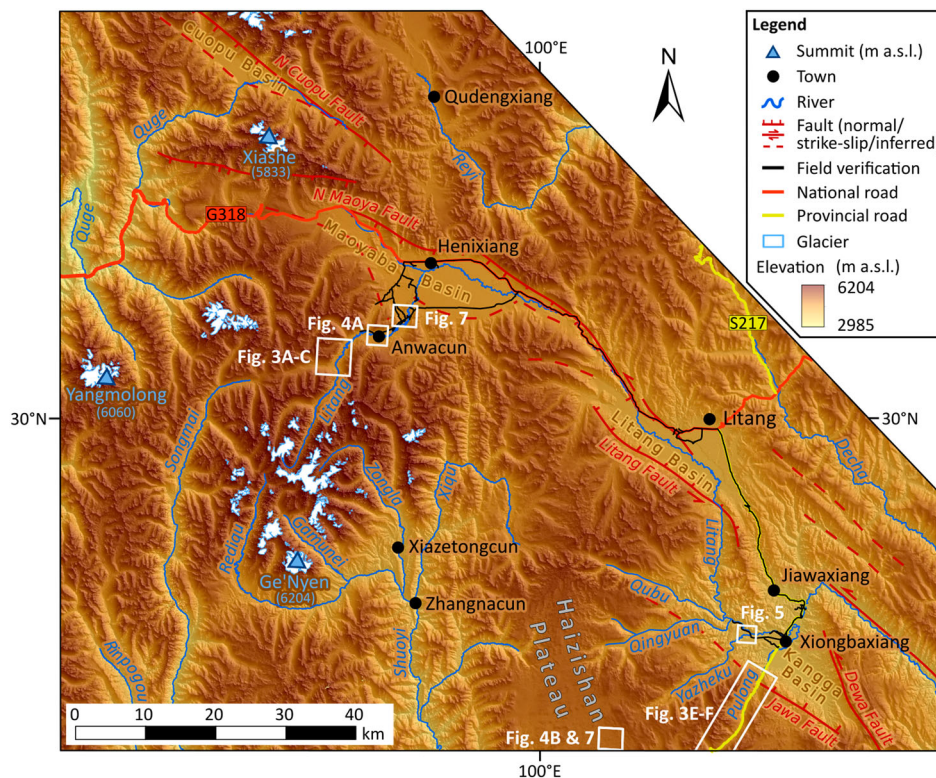 Legend
Summit (m a.s.l.)
Town
River
Fault (normal/
strike-slip/inferred
Field verification
National road
Provincial road
Glacier
Elevation (m a.s.l.)
6204
2985
100°E
N
Cuopu Basin
N Cuopu Fault
Quge
Xiashe
(5833)
Qudengxiang
Reyi
G318
N Maoya Fault
Quge
Maoyaba
Basin
Henixiang
S217
Fig. 4A
Fig. 7
Anwacun
Fig. 3A-C
Yangmolong
(6060)
30°N
30°N
Litang
Litang
Songmai
Litang Basin
Litang Fault
Dechu
Zongla
Xiqu
Litang
Rediqu
Gamunei
Xiazetongcun
Ge'Nyen
(6204)
Zhangnacun
Jiawaxiang
Haizishan
Plateau
Qubu
Fig. 5
Qingyuan
Xiongbaxiang
Rinpogou
Shuoyi
Yazheku
Kangga
Basin
Pulong
Fig. 3E-F
Jawa Fault
Dewa Fault
Fig. 4B & 7
0 10 20 30 40
km
100°E